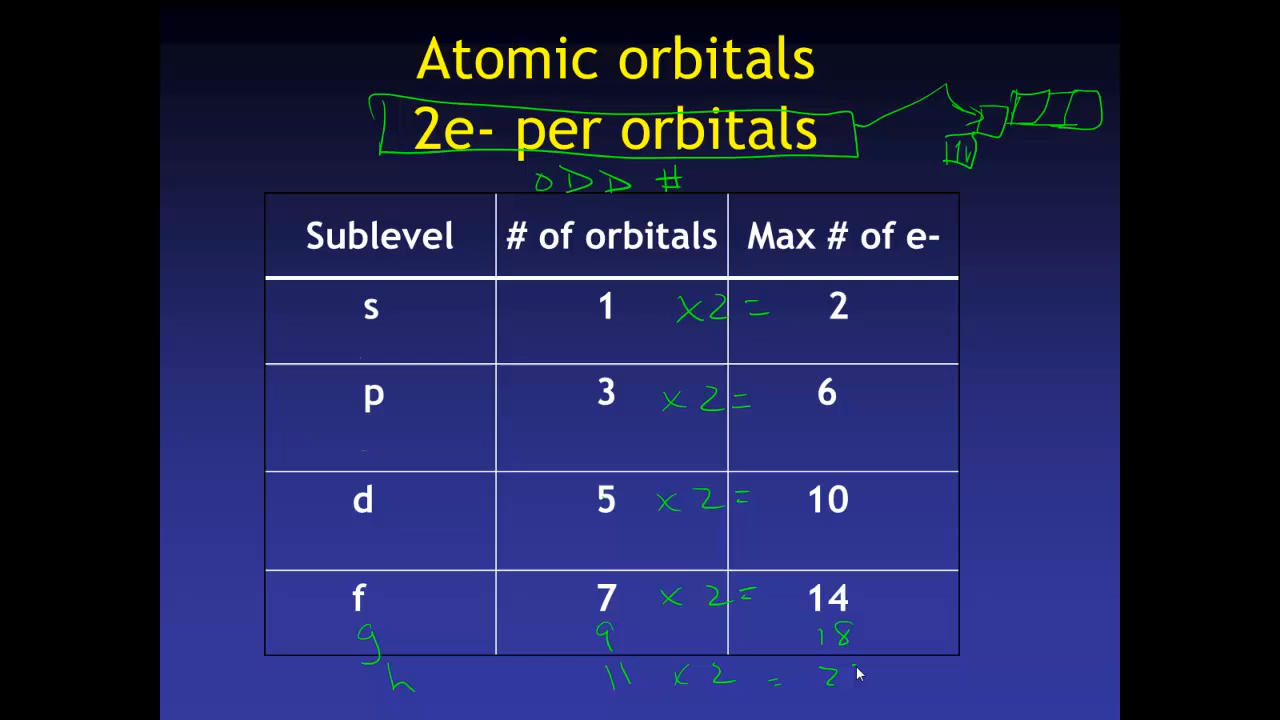 Atomic orbitals
2e- per orbitals
ODD #
Sublevel # of orbitals Max # of e-
s 1 x2 = 2
p 3 x 2 = 6
d 5 x 2 = 10
f 7 x 2 = 14
g 9 18
h 11 x 2 =